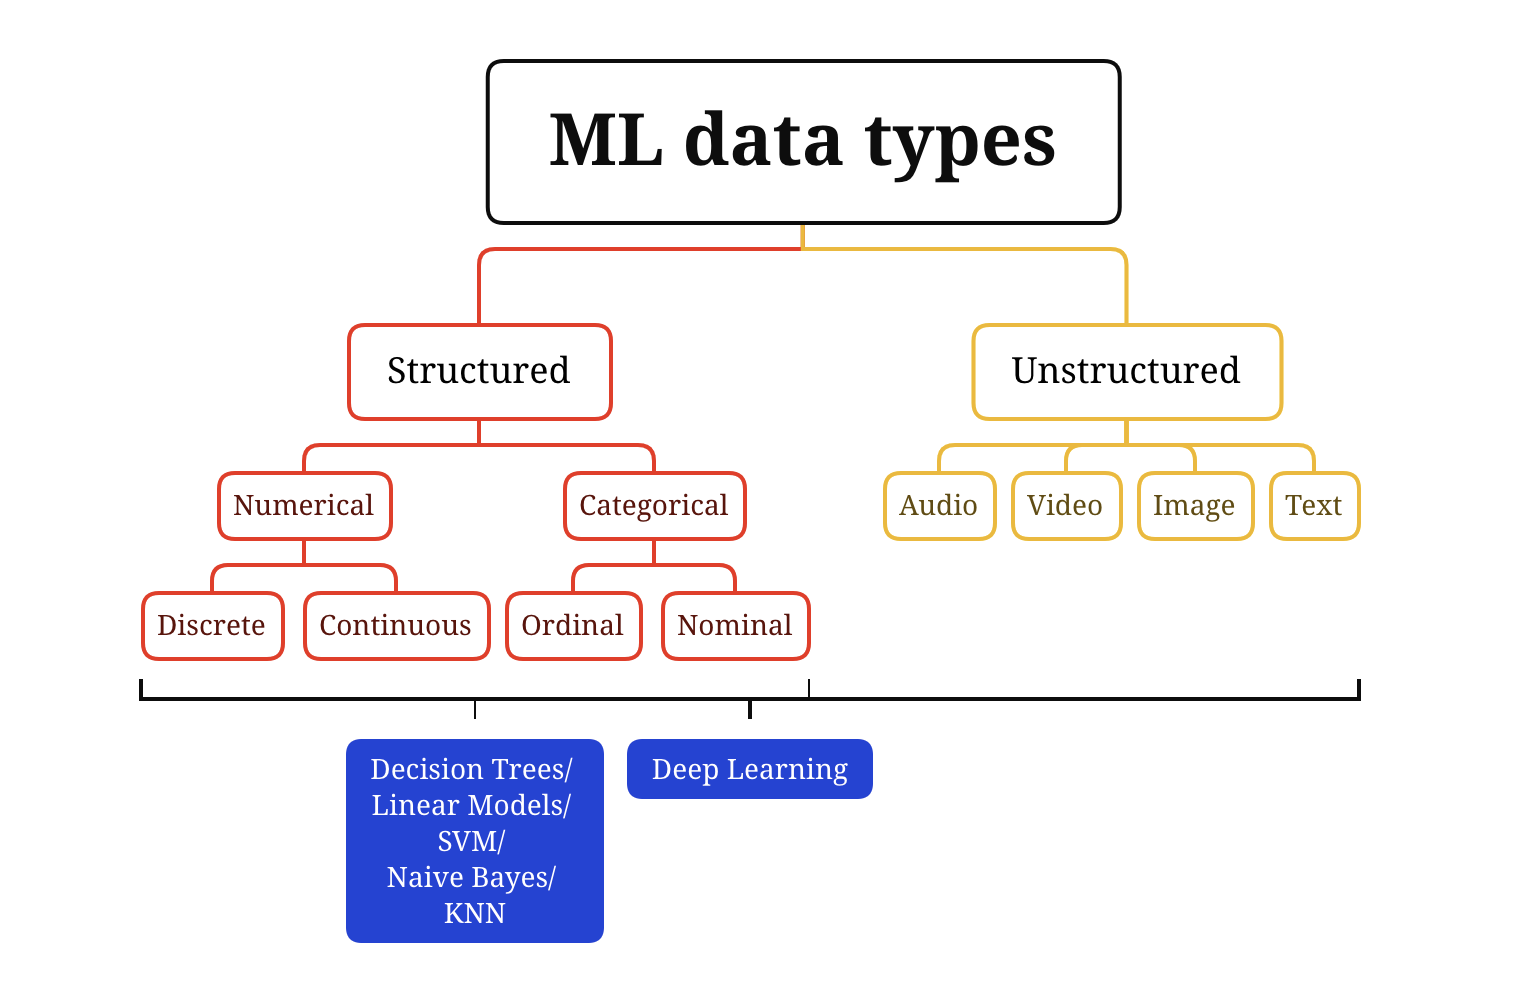 ML data types
Structured
Unstructured
Numerical
Categorical
Audio
Video
Image
Text
Discrete
Continuous
Ordinal
Nominal
Decision Trees/
Linear Models/
SVM/
Naive Bayes/
KNN
Deep Learning